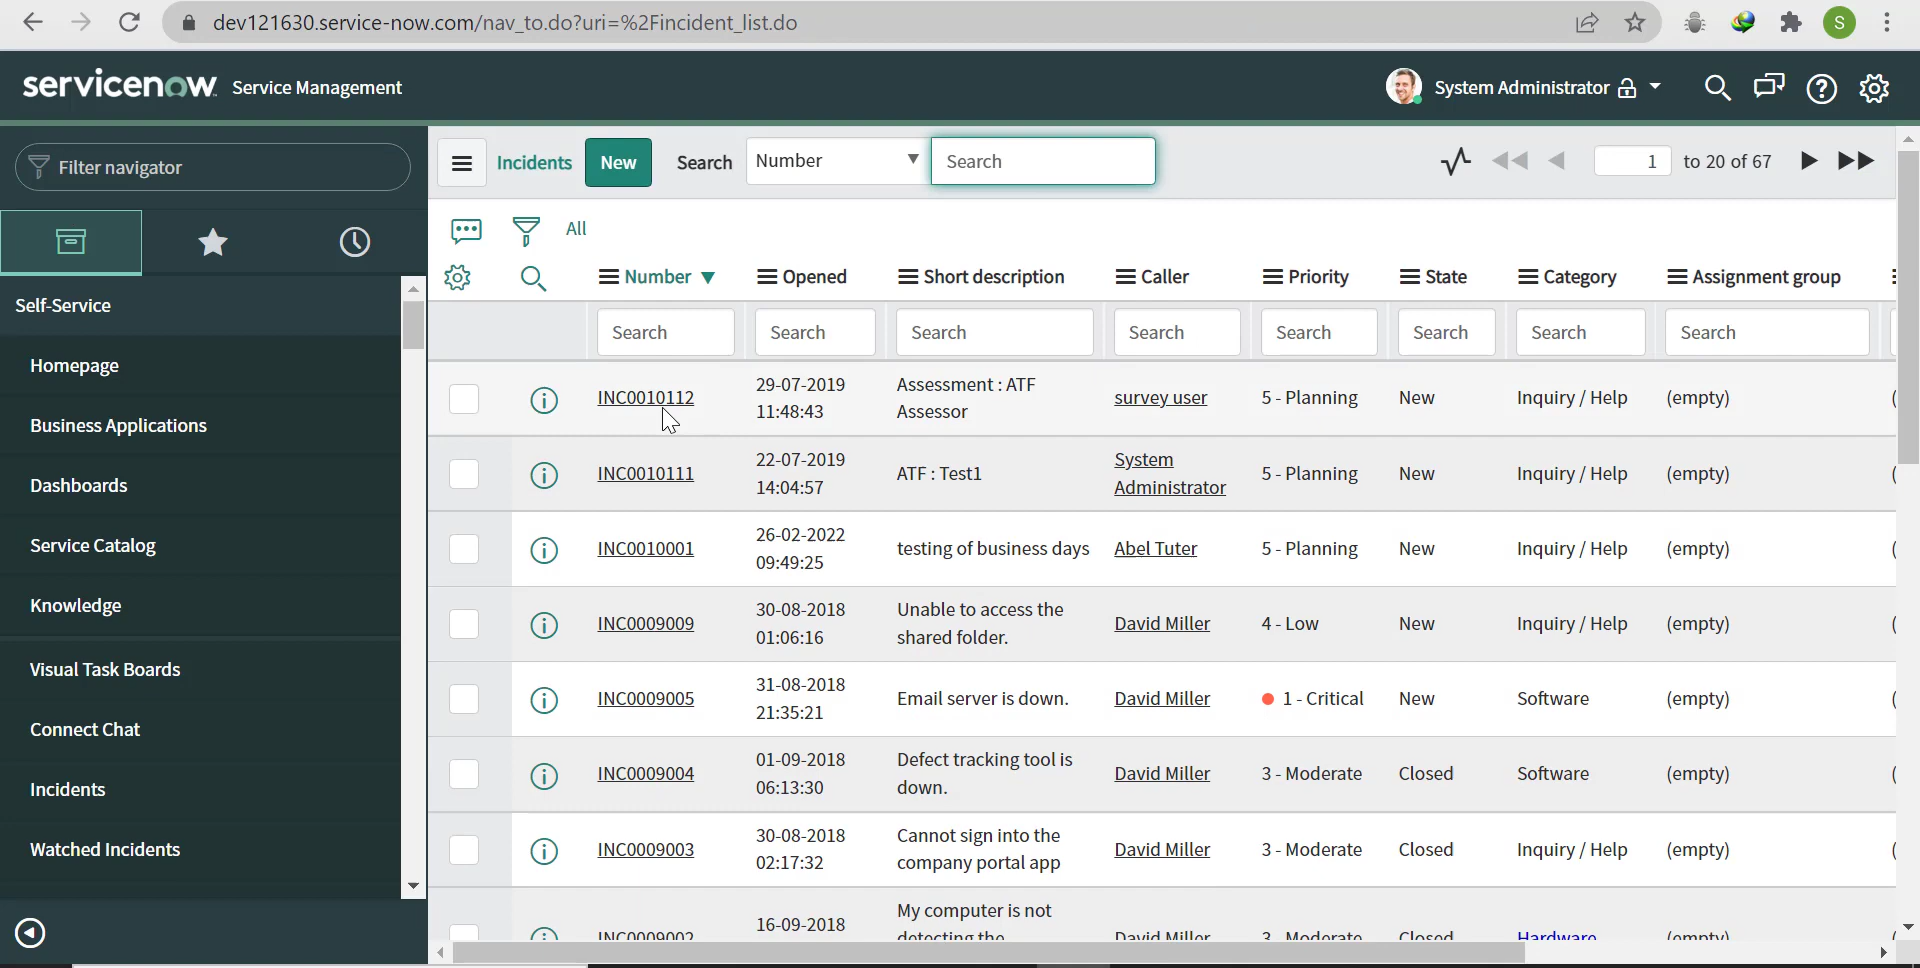 dev121630.service-now.com/nav_to.do?uri=%2Fincident_list.do
S
servicenow Service Management
System Administrator
Filter navigator
Self-Service
Homepage
Business Applications
Dashboards
Service Catalog
Knowledge
Visual Task Boards
Connect Chat
Incidents
Watched Incidents
Incidents New Search Number Search
1 to 20 of 67
All
Number Opened Short description Caller Priority State Category Assignment group
Search Search Search Search Search Search Search Search
INC0010112 29-07-2019 11:48:43 Assessment : ATF Assessor survey user 5 - Planning New Inquiry / Help (empty) (
INC0010111 22-07-2019 14:04:57 ATF : Test1 System Administrator 5 - Planning New Inquiry / Help (empty) (
INC0010001 26-02-2022 09:49:25 testing of business days Abel Tuter 5 - Planning New Inquiry / Help (empty) (
INC0009009 30-08-2018 01:06:16 Unable to access the shared folder. David Miller 4 - Low New Inquiry / Help (empty) (
INC0009005 31-08-2018 21:35:21 Email server is down. David Miller 1 - Critical New Software (empty) (
INC0009004 01-09-2018 06:13:30 Defect tracking tool is down. David Miller 3 - Moderate Closed Software (empty) (
INC0009003 30-08-2018 02:17:32 Cannot sign into the company portal app David Miller 3 - Moderate Closed Inquiry / Help (empty) (
INC0009002 16-09-2018 My computer is not detecting the David Miller 3 - Moderate Closed Hardware (empty) (